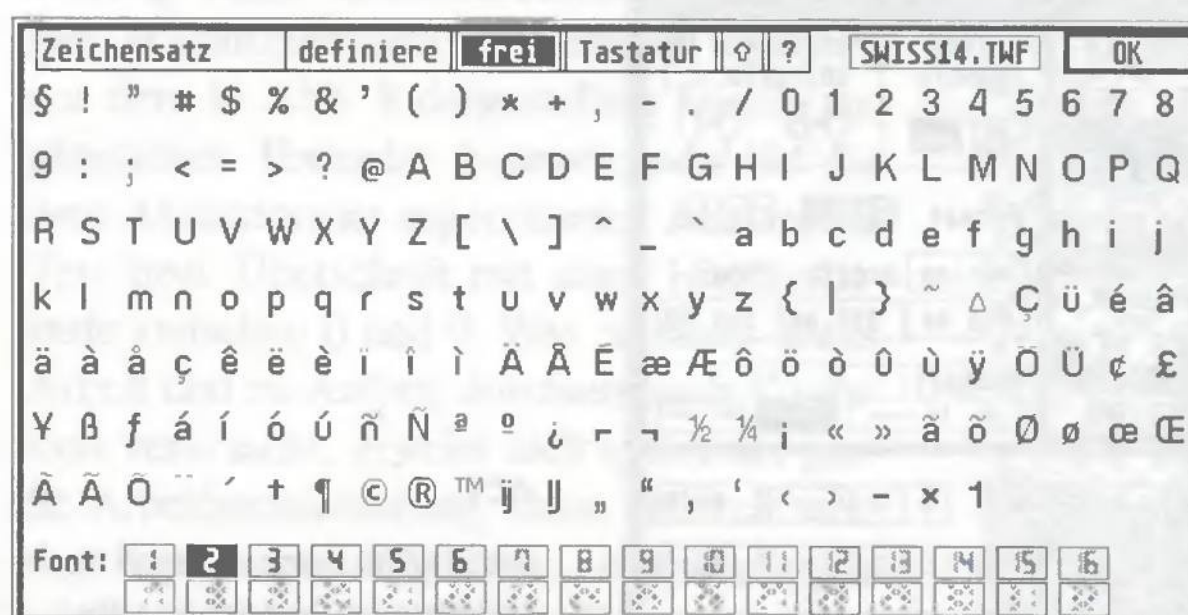 Zeichensatz definiere frei Tastatur ⇧ ? SWISS14.TWF OK
§ ! ” # $ % & ’ ( ) * + , - . / 0 1 2 3 4 5 6 7 8
9 : ; < = > ? @ A B C D E F G H I J K L M N O P Q
R S T U V W X Y Z [ \ ] ^ _ ` a b c d e f g h i j
k l m n o p q r s t u v w x y z { | } ~ △ Ç ü é â
ä à å ç ê ë è ï î ì Ä Å É æ Æ ô ö ò û ù ÿ Ö Ü ¢ £
¥ ß ƒ á í ó ú ñ Ñ ª º ¿ ⌐ ¬ ½ ¼ ¡ « » ã õ Ø ø œ Œ
À Ã Õ ¨ ´ † ¶ © ® ™ ij IJ „ “ ‚ ‘ ‹ › – × 1
Font: 1 2 3 4 5 6 7 8 9 10 11 12 13 14 15 16